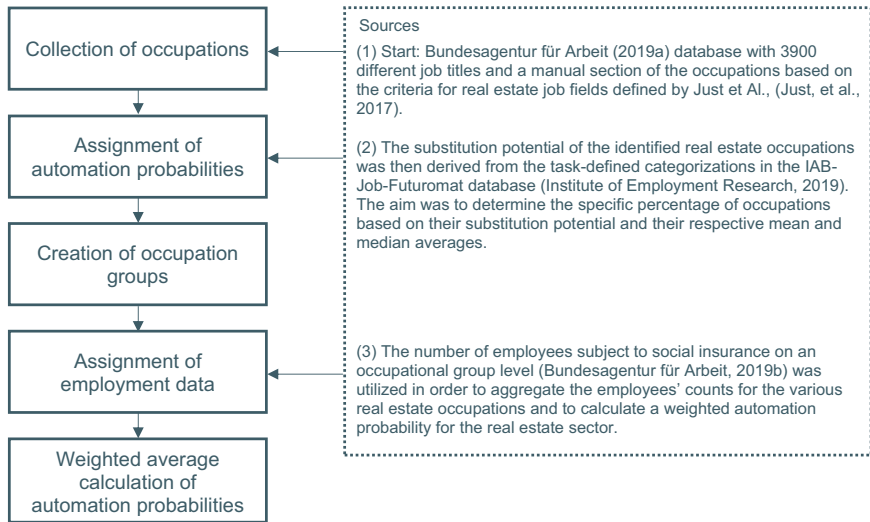 Collection of occupations
Assignment of
automation probabilities
Creation of occupation
groups
Assignment of
employment data
Weighted average
calculation of
automation probabilities
Sources
(1) Start: Bundesagentur für Arbeit (2019a) database with 3900
different job titles and a manual section of the occupations based on
the criteria for real estate job fields defined by Just et Al., (Just, et al.,
2017).
(2) The substitution potential of the identified real estate occupations
was then derived from the task-defined categorizations in the IAB-
Job-Futuromat database (Institute of Employment Research, 2019).
The aim was to determine the specific percentage of occupations
based on their substitution potential and their respective mean and
median averages.
(3) The number of employees subject to social insurance on an
occupational group level (Bundesagentur für Arbeit, 2019b) was
utilized in order to aggregate the employees’ counts for the various
real estate occupations and to calculate a weighted automation
probability for the real estate sector.